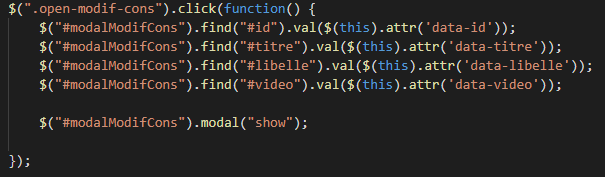 $(".open-modif-cons").click(function() {
    $("#modalModifCons").find("#id").val($(this).attr('data-id'));
    $("#modalModifCons").find("#titre").val($(this).attr('data-titre'));
    $("#modalModifCons").find("#libelle").val($(this).attr('data-libelle'));
    $("#modalModifCons").find("#video").val($(this).attr('data-video'));

    $("#modalModifCons").modal("show");

});